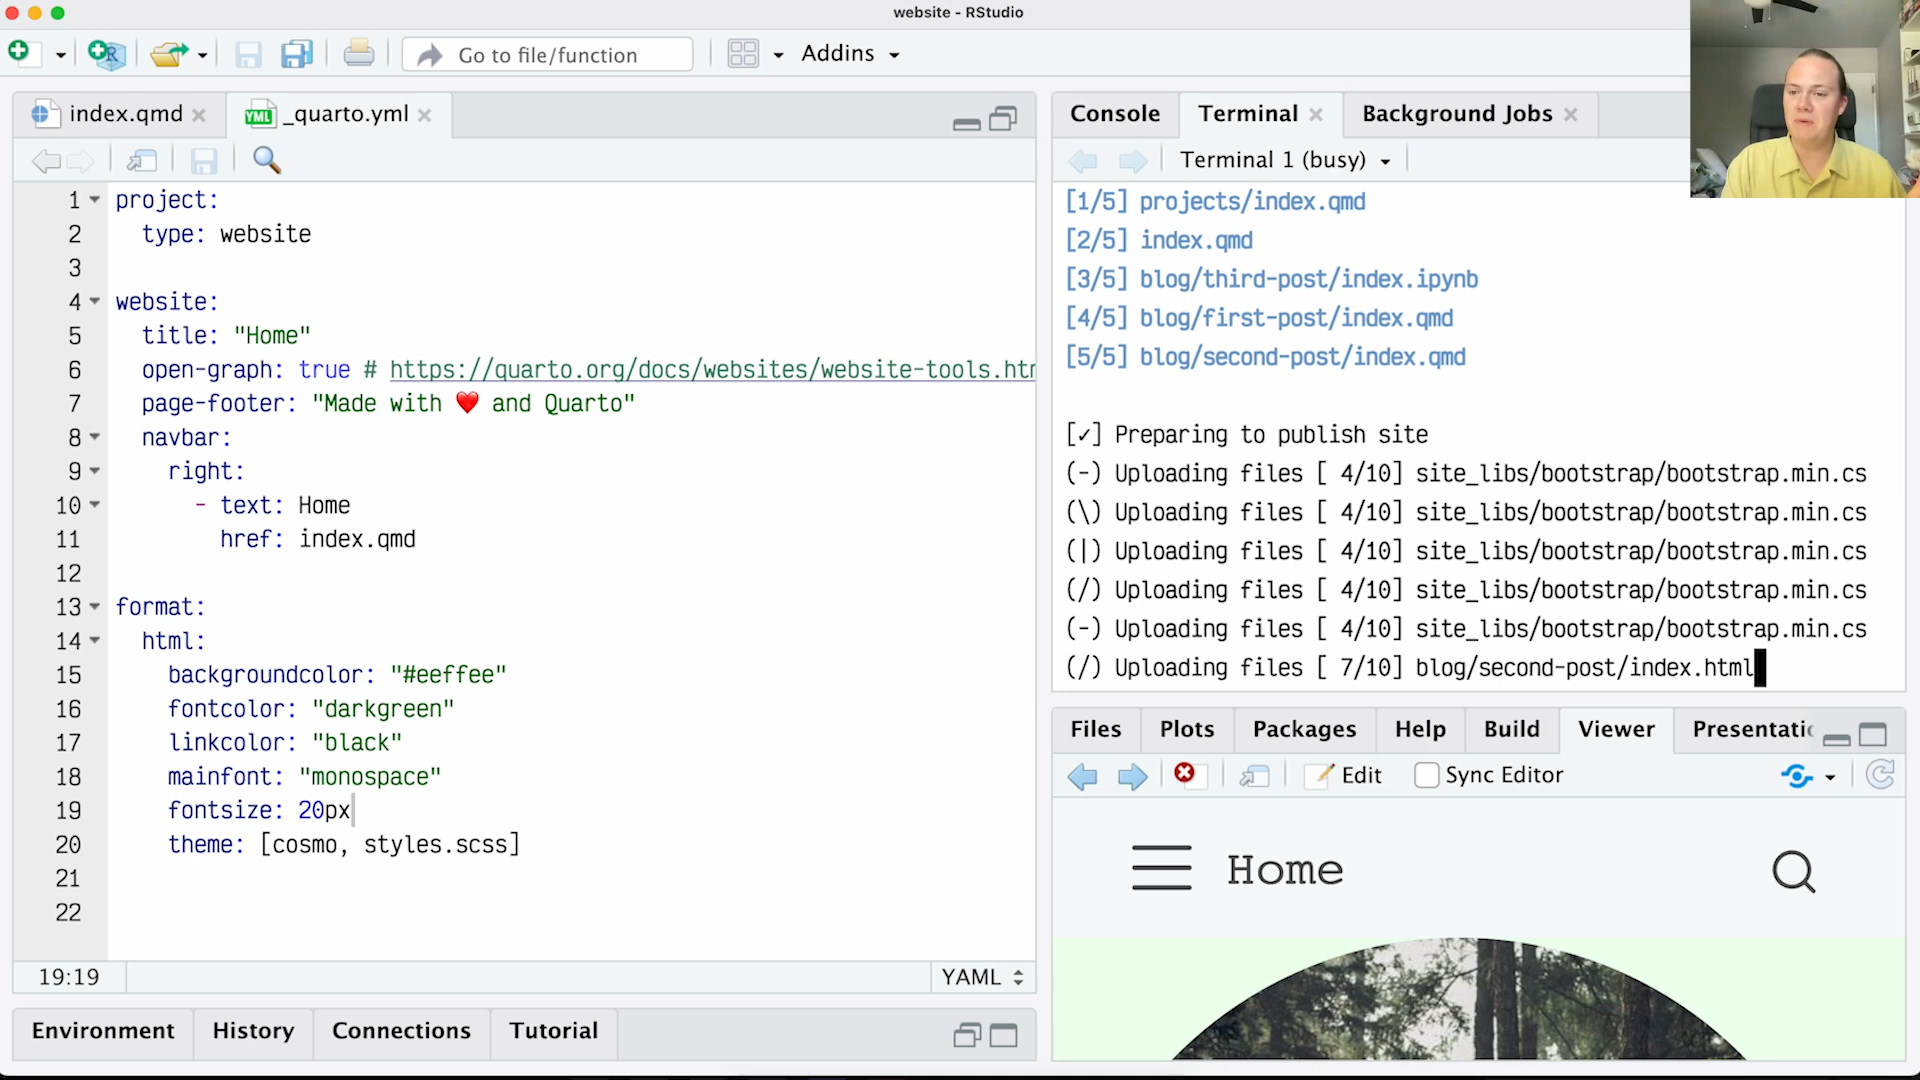 website - RStudio
Go to file/function
Addins
index.qmd
_quarto.yml
1 project:
2 type: website
3
4 website:
5 title: "Home"
6 open-graph: true # https://quarto.org/docs/websites/website-tools.htm
7 page-footer: "Made with ❤️ and Quarto"
8 navbar:
9 right:
10 - text: Home
11 href: index.qmd
12
13 format:
14 html:
15 backgroundcolor: "#eeffee"
16 fontcolor: "darkgreen"
17 linkcolor: "black"
18 mainfont: "monospace"
19 fontsize: 20px
20 theme: [cosmo, styles.scss]
21
22
19:19
YAML
Environment
History
Connections
Tutorial
Console
Terminal
Background Jobs
Terminal 1 (busy)
[1/5] projects/index.qmd
[2/5] index.qmd
[3/5] blog/third-post/index.ipynb
[4/5] blog/first-post/index.qmd
[5/5] blog/second-post/index.qmd
[✓] Preparing to publish site
(-) Uploading files [ 4/10] site_libs/bootstrap/bootstrap.min.cs
(\) Uploading files [ 4/10] site_libs/bootstrap/bootstrap.min.cs
(|) Uploading files [ 4/10] site_libs/bootstrap/bootstrap.min.cs
(/) Uploading files [ 4/10] site_libs/bootstrap/bootstrap.min.cs
(-) Uploading files [ 4/10] site_libs/bootstrap/bootstrap.min.cs
(/) Uploading files [ 7/10] blog/second-post/index.html
Files
Plots
Packages
Help
Build
Viewer
Presentatic
Edit
Sync Editor
Home